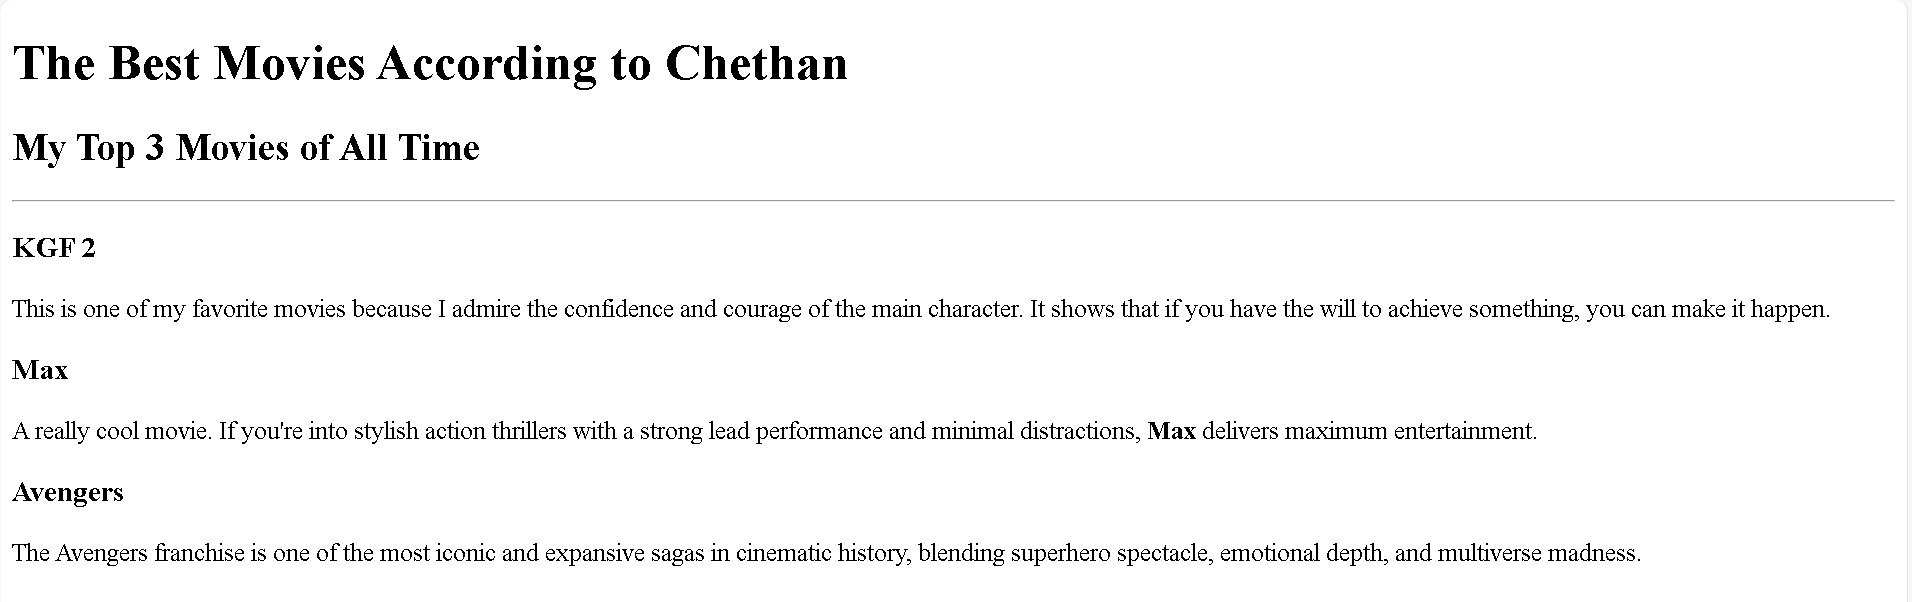 The Best Movies According to Chethan
My Top 3 Movies of All Time
KGF 2
This is one of my favorite movies because I admire the confidence and courage of the main character. It shows that if you have the will to achieve something, you can make it happen.
Max
A really cool movie. If you're into stylish action thrillers with a strong lead performance and minimal distractions, Max delivers maximum entertainment.
Avengers
The Avengers franchise is one of the most iconic and expansive sagas in cinematic history, blending superhero spectacle, emotional depth, and multiverse madness.